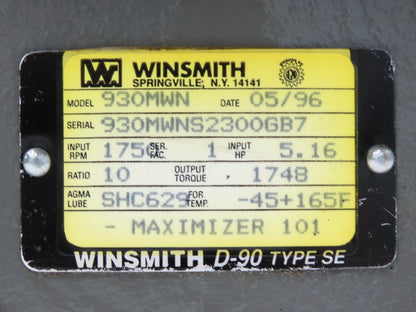 WINSMITH
SPRINGVILLE, N.Y. 14141
MODEL 930MWN DATE 05/96
SERIAL 930MWNS2300GB7
INPUT RPM 1750 SER. FAC. 1 INPUT HP 5.16
RATIO 10 OUTPUT TORQUE 1748
AGMA LUBE SHC629 FOR TEMP. -45+165F
- MAXIMIZER 101
WINSMITH D-90 TYPE SE